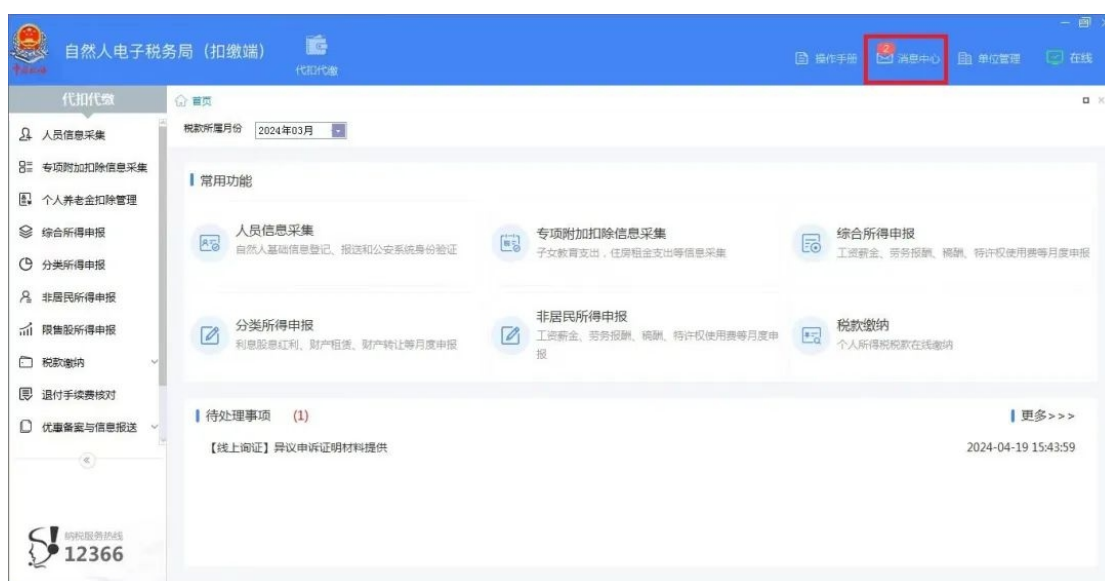 自然人电子税务局（扣缴端）
代扣代缴
操作手册
2
消息中心
单位管理
在线
代扣代缴
首页
人员信息采集
专项附加扣除信息采集
个人养老金扣除管理
综合所得申报
分类所得申报
非居民所得申报
限售股所得申报
税款缴纳
退付手续费核对
优惠备案与信息报送
纳税服务热线
12366
税款所属月份
2024年03月
常用功能
人员信息采集
自然人基础信息登记、报送和公安系统身份验证
专项附加扣除信息采集
子女教育支出，住房租金支出等信息采集
综合所得申报
工资薪金、劳务报酬、稿酬、特许权使用费等月度申报
分类所得申报
利息股息红利、财产租赁、财产转让等月度申报
非居民所得申报
工资薪金、劳务报酬、稿酬、特许权使用费等月度申
报
税款缴纳
个人所得税税款在线缴纳
待处理事项 (1)
更多>>>
【线上询证】异议申诉证明材料提供
2024-04-19 15:43:59